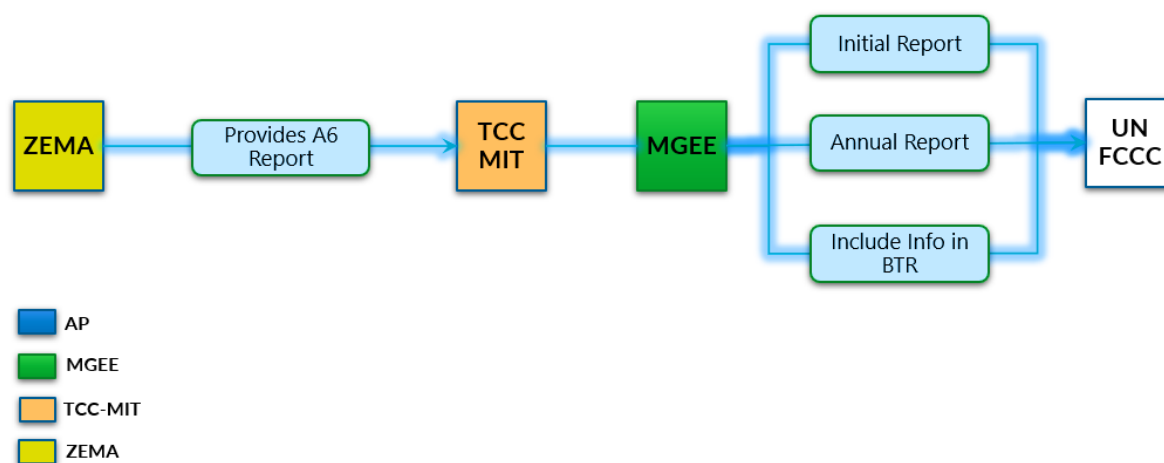 ZEMA
Provides A6
Report
TCC
MIT
MGEE
Initial Report
Annual Report
Include Info in
BTR
UN
FCCC
AP
MGEE
TCC-MIT
ZEMA